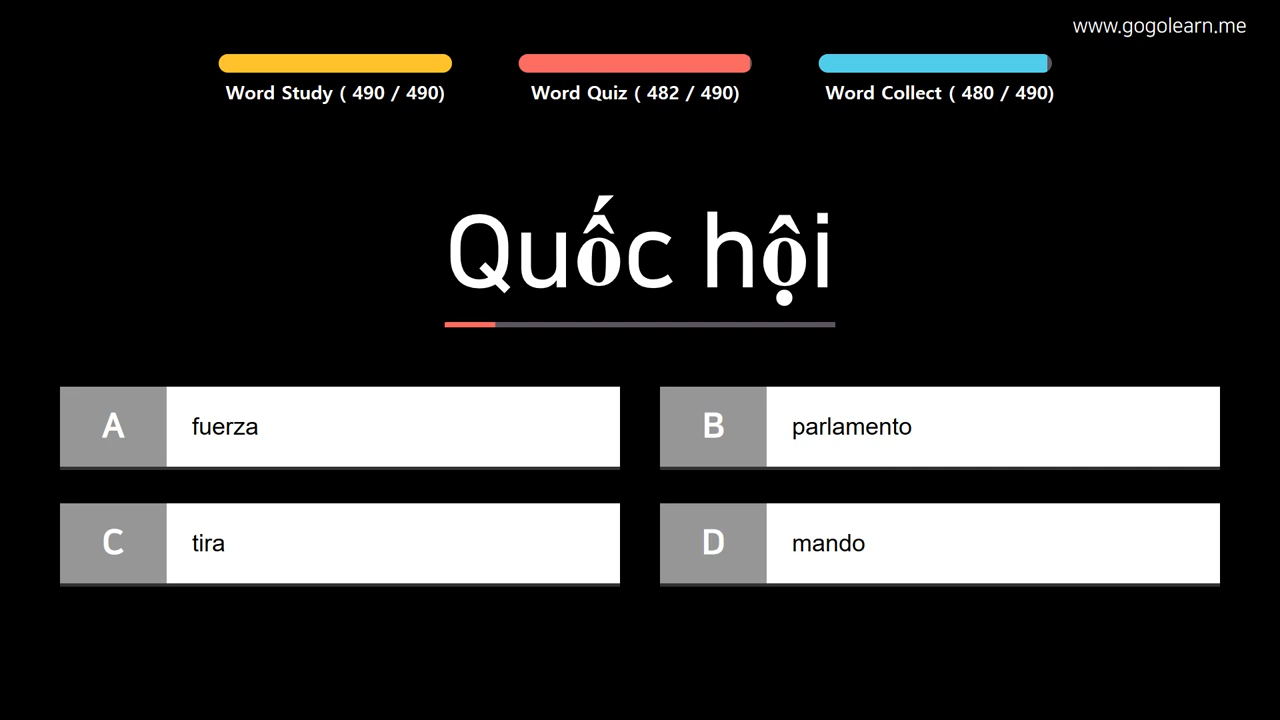 www.gogolearn.me
Word Study ( 490 / 490)
Word Quiz ( 482 / 490)
Word Collect ( 480 / 490)
Quốc hội
A fuerza
B parlamento
C tira
D mando